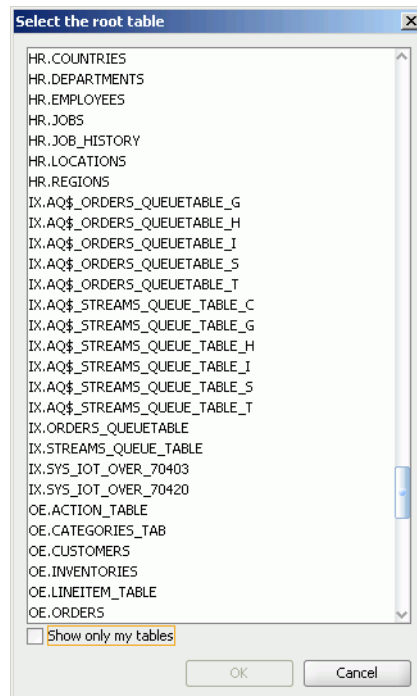 Select the root table
HR.COUNTRIES
HR.DEPARTMENTS
HR.EMPLOYEES
HR.JOBS
HR.JOB_HISTORY
HR.LOCATIONS
HR.REGIONS
IX.AQ$_ORDERS_QUEUETABLE_G
IX.AQ$_ORDERS_QUEUETABLE_H
IX.AQ$_ORDERS_QUEUETABLE_I
IX.AQ$_ORDERS_QUEUETABLE_S
IX.AQ$_ORDERS_QUEUETABLE_T
IX.AQ$_STREAMS_QUEUE_TABLE_C
IX.AQ$_STREAMS_QUEUE_TABLE_G
IX.AQ$_STREAMS_QUEUE_TABLE_H
IX.AQ$_STREAMS_QUEUE_TABLE_I
IX.AQ$_STREAMS_QUEUE_TABLE_S
IX.AQ$_STREAMS_QUEUE_TABLE_T
IX.ORDERS_QUEUETABLE
IX.STREAMS_QUEUE_TABLE
IX.SYS_IOT_OVER_70403
IX.SYS_IOT_OVER_70420
OE.ACTION_TABLE
OE.CATEGORIES_TAB
OE.CUSTOMERS
OE.INVENTORIES
OE.LINEITEM_TABLE
OE.ORDERS
Show only my tables
OK Cancel